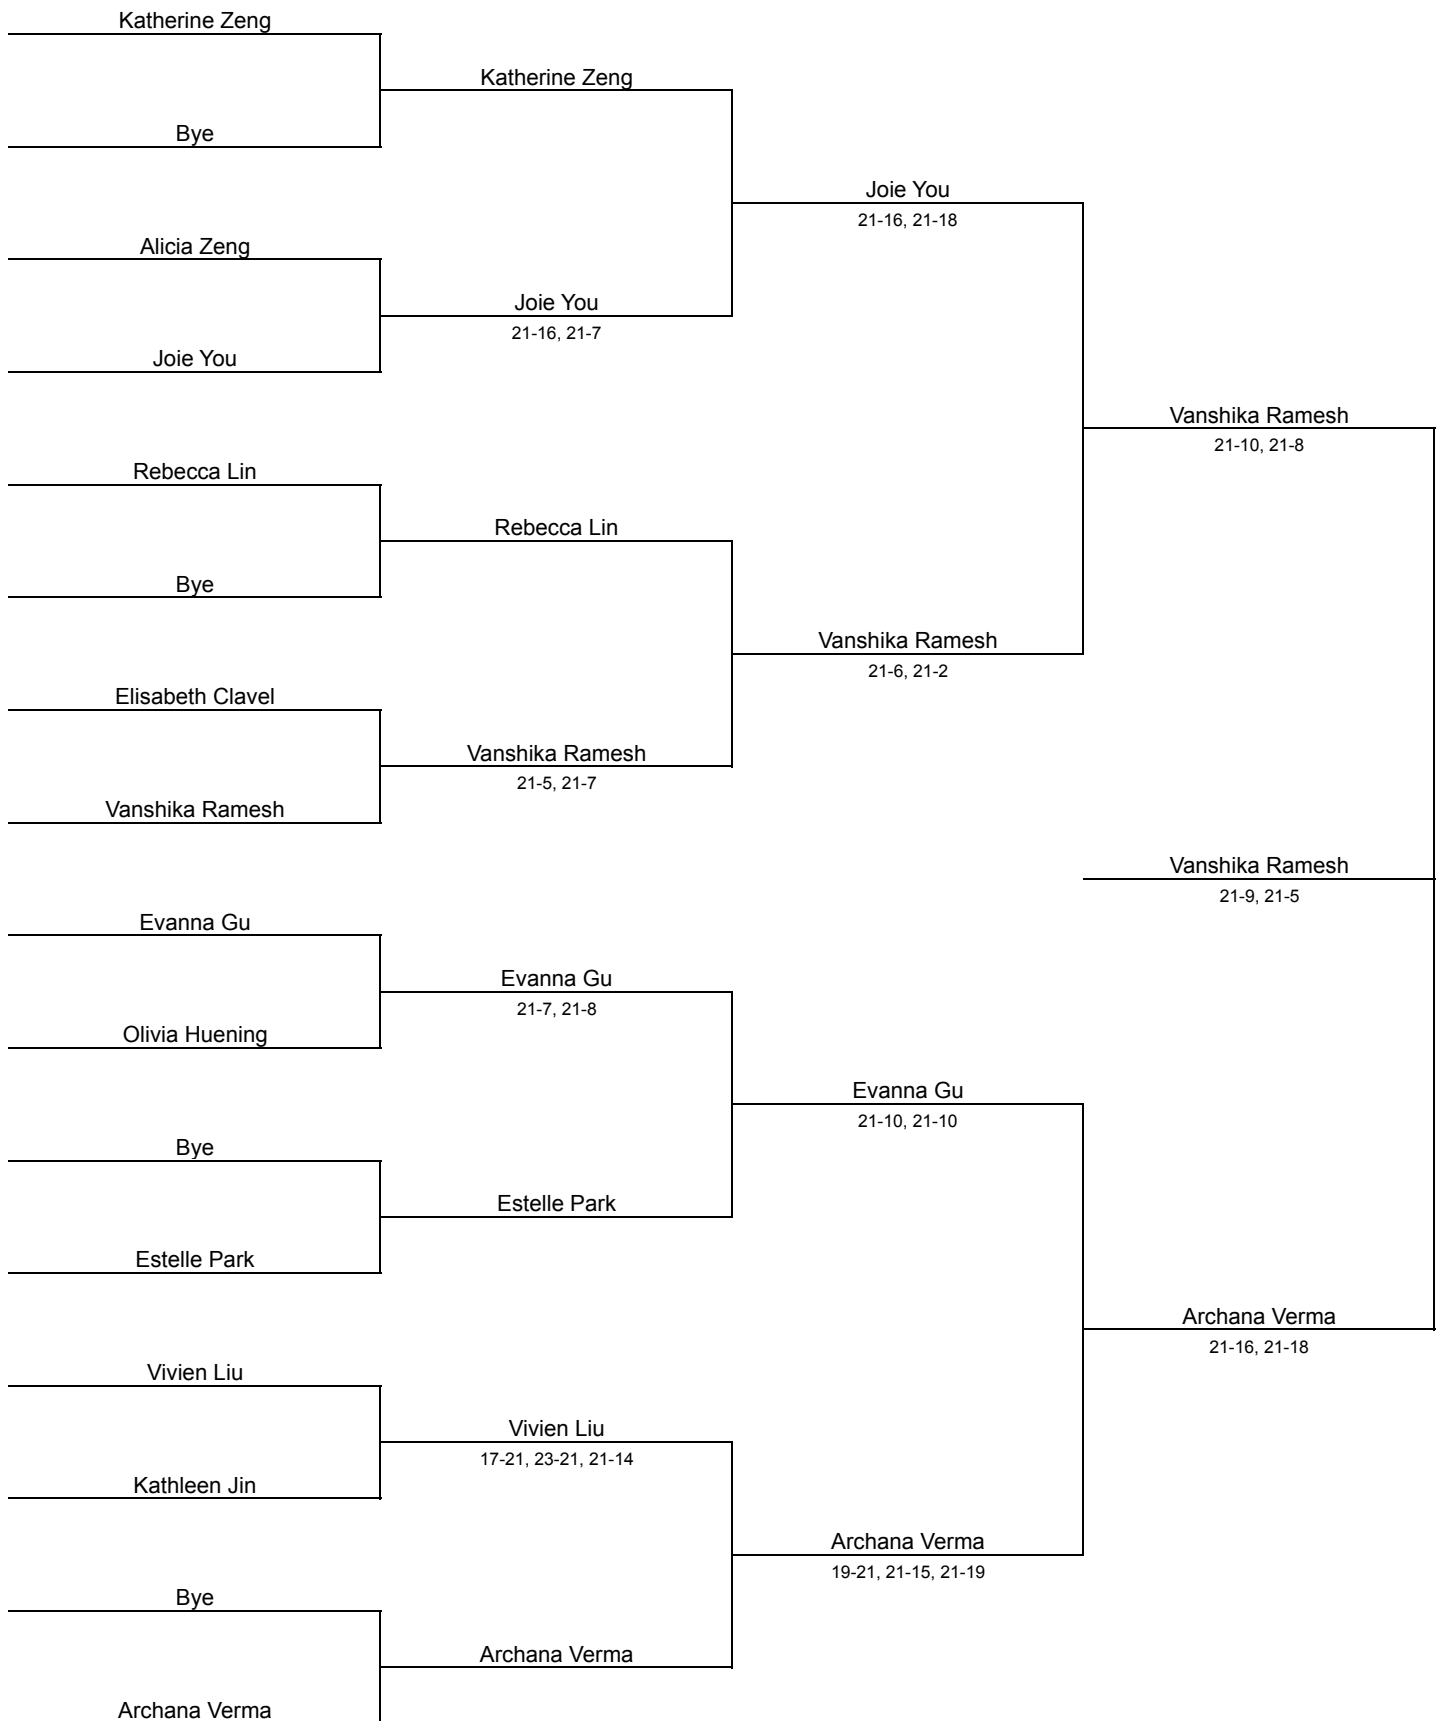 Katherine Zeng
Katherine Zeng
Bye
Joie You
21-16, 21-18
Alicia Zeng
Joie You
21-16, 21-7
Joie You
Vanshika Ramesh
21-10, 21-8
Rebecca Lin
Rebecca Lin
Bye
Vanshika Ramesh
21-6, 21-2
Elisabeth Clavel
Vanshika Ramesh
21-5, 21-7
Vanshika Ramesh
Vanshika Ramesh
21-9, 21-5
Evanna Gu
Evanna Gu
21-7, 21-8
Olivia Huening
Evanna Gu
21-10, 21-10
Bye
Estelle Park
Estelle Park
Archana Verma
21-16, 21-18
Vivien Liu
Vivien Liu
17-21, 23-21, 21-14
Kathleen Jin
Archana Verma
19-21, 21-15, 21-19
Bye
Archana Verma
Archana Verma